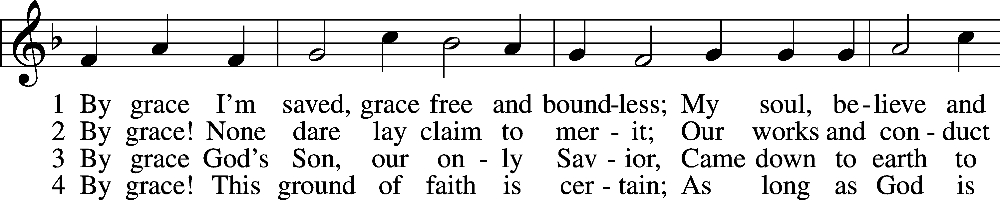 1 By grace I'm saved, grace free and bound-less; My soul, be-lieve and
2 By grace! None dare lay claim to mer - it; Our works and con - duct
3 By grace God's Son, our on - ly Sav - ior, Came down to earth to
4 By grace! This ground of faith is cer - tain; As long as God is